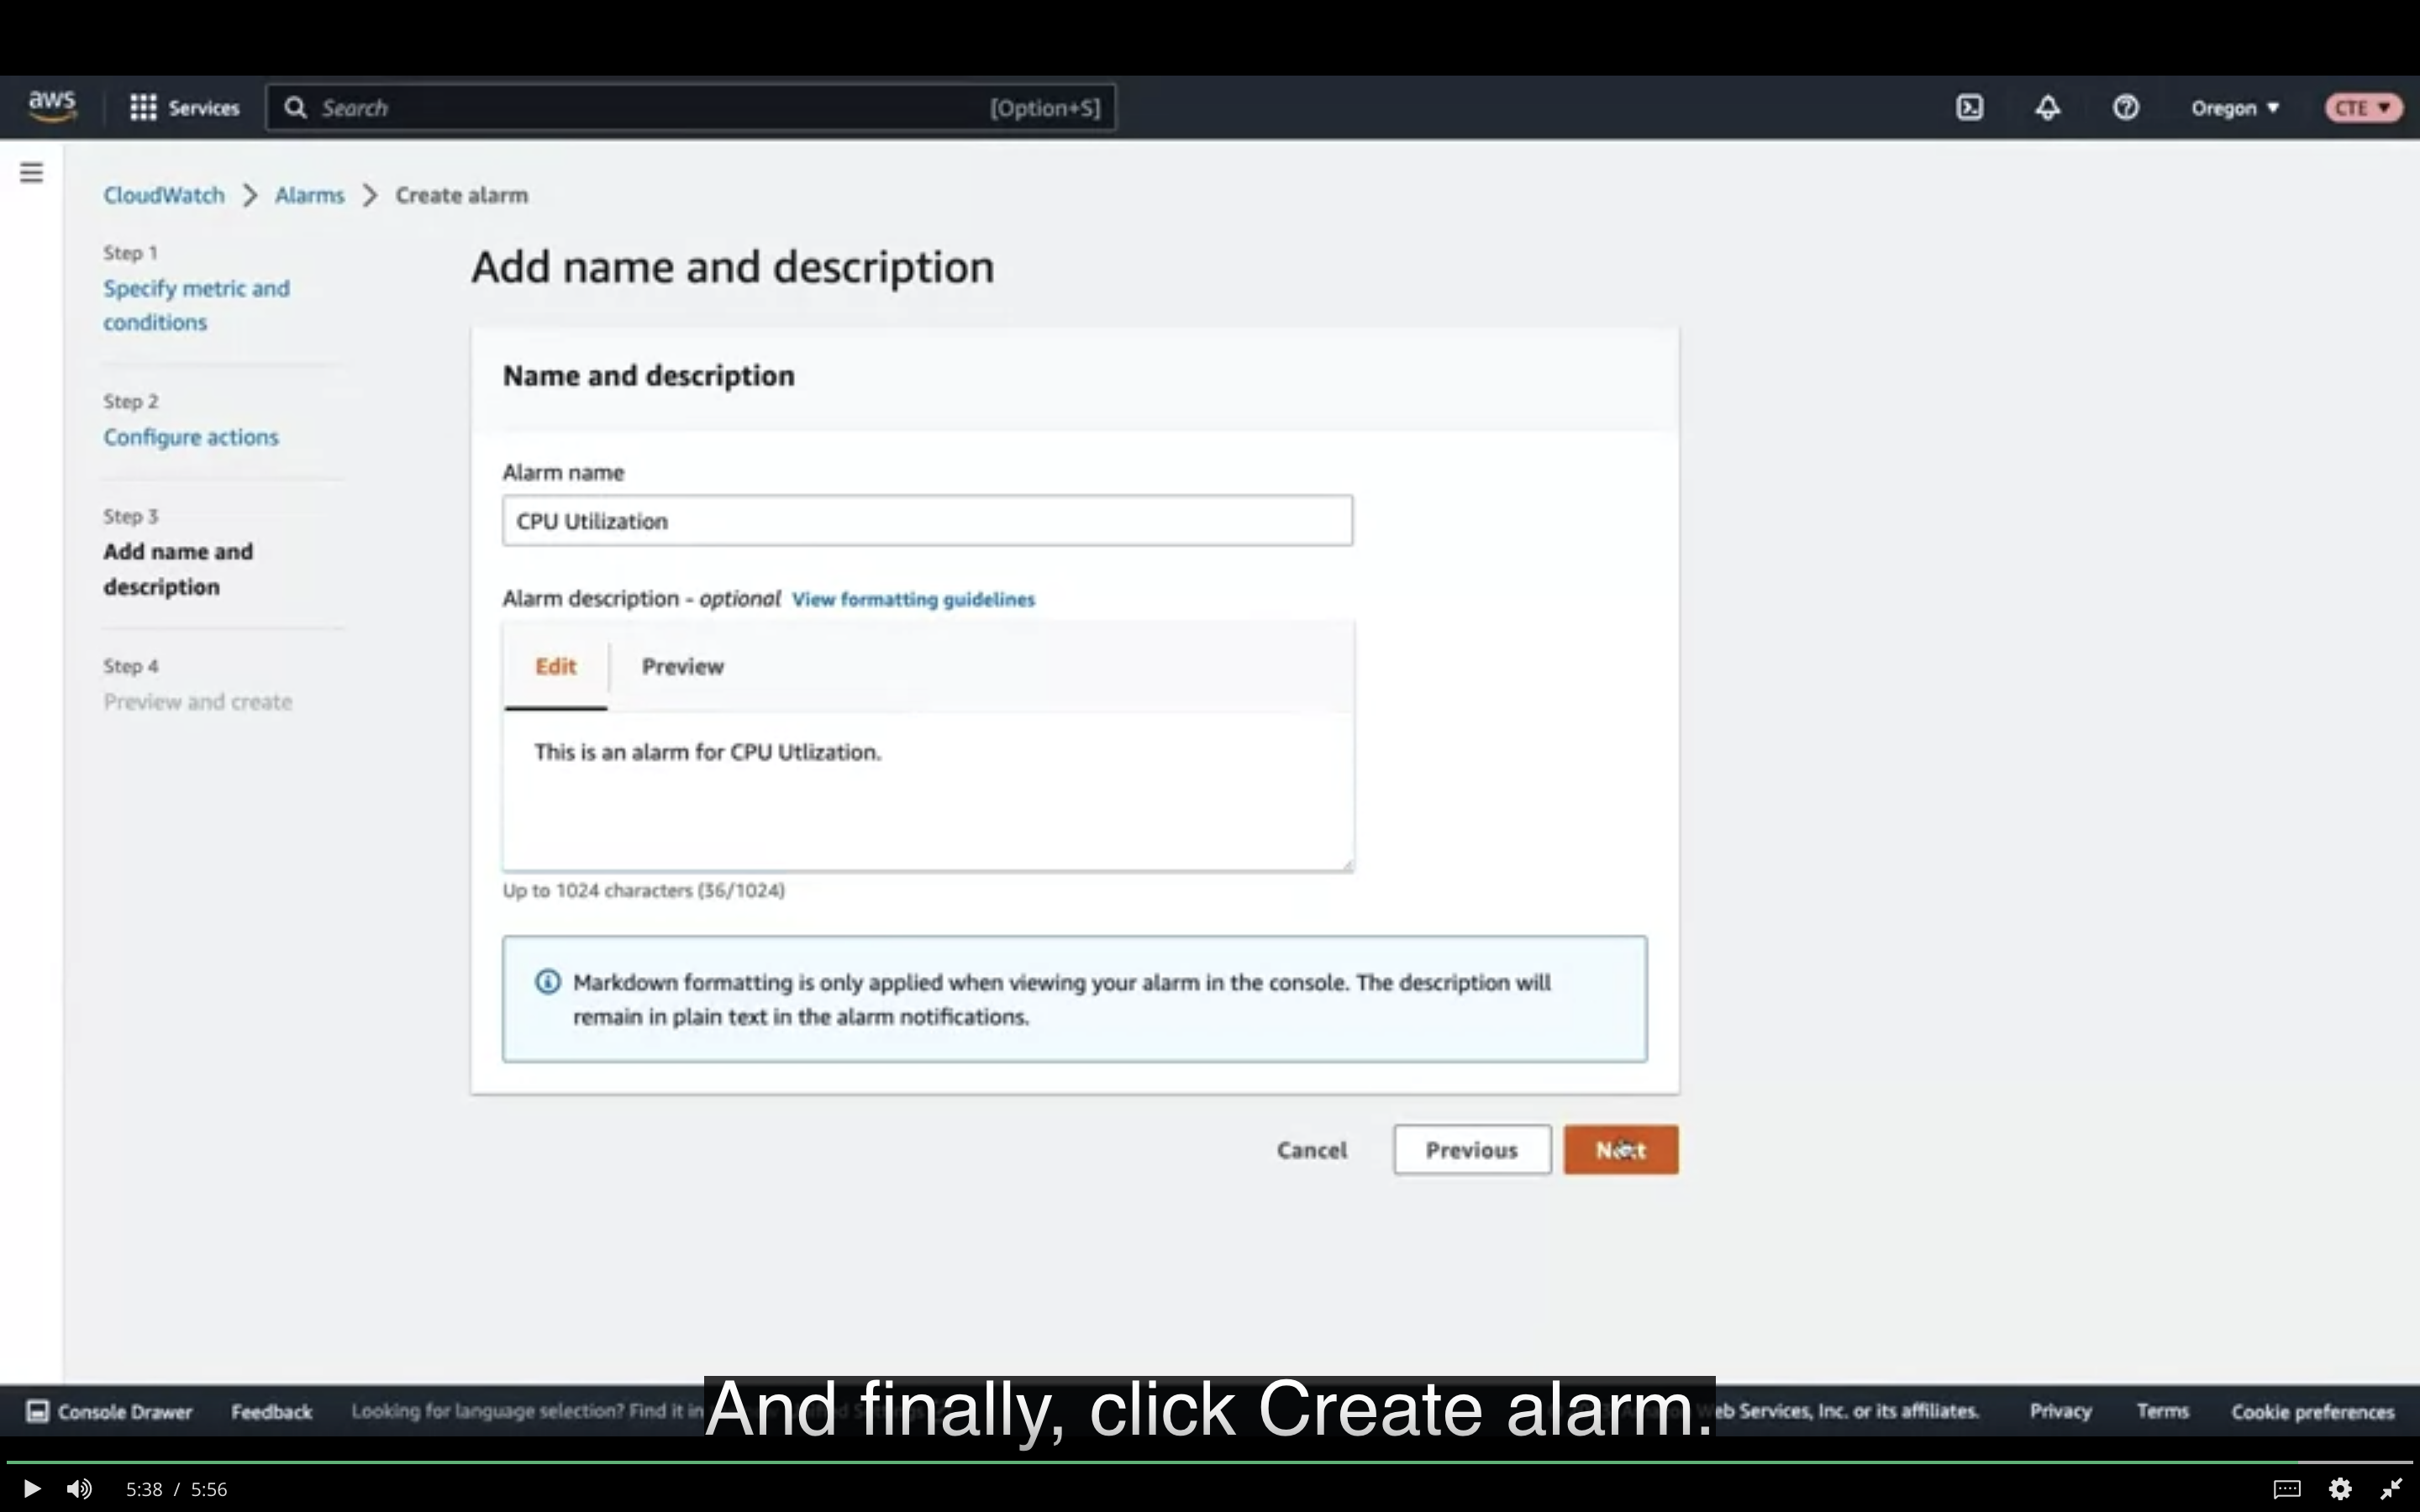 aws
Services
Search
[Option+S]
Oregon
CTE
CloudWatch
Alarms
Create alarm
Step 1
Specify metric and
conditions
Step 2
Configure actions
Step 3
Add name and
description
Step 4
Preview and create
Add name and description
Name and description
Alarm name
CPU Utilization
Alarm description - optional View formatting guidelines
Edit
Preview
This is an alarm for CPU Utlization.
Up to 1024 characters (36/1024)
Markdown formatting is only applied when viewing your alarm in the console. The description will
remain in plain text in the alarm notifications.
Cancel
Previous
Next
Console Drawer
Feedback
Looking for language selection? Find it in
And finally, click Create alarm.
eb Services, Inc. or its affiliates.
Privacy
Terms
Cookie preferences
5:38 / 5:56